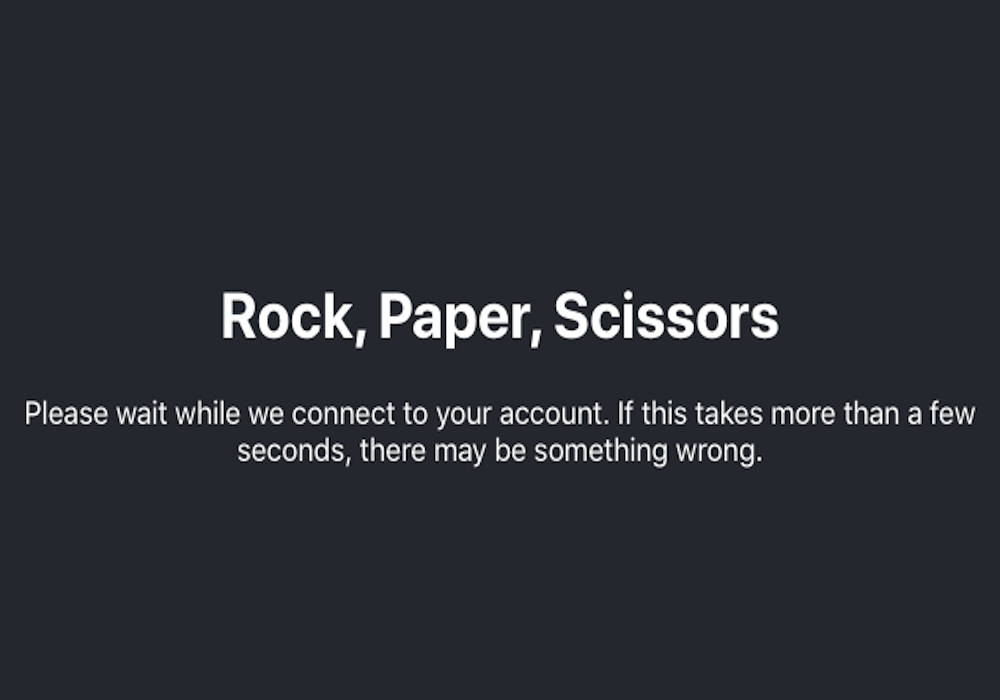 Rock, Paper, Scissors
Please wait while we connect to your account. If this takes more than a few
seconds, there may be something wrong.